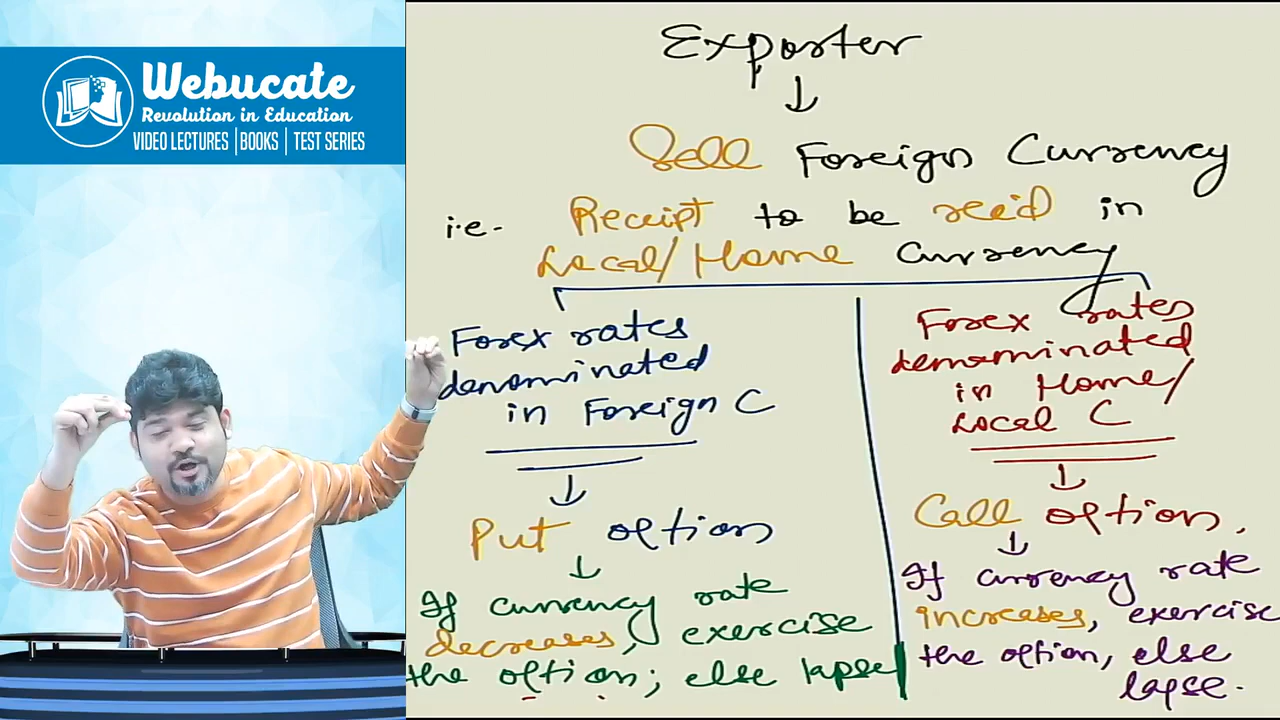 Webucate
Revolution in Education
VIDEO LECTURES | BOOKS | TEST SERIES
Exporter
↓
Sell Foreign Currency
i.e. Receipt to be rec'd in
Local/Home Currency
Forex rates
denominated
in Foreign C
↓
Put option
↓
If currency rate
decreases, exercise
the option; else lapse
Forex rates
denominated
in Home/
Local C
↓
Call option.
↓
If currency rate
increases, exercise
the option, else
lapse.